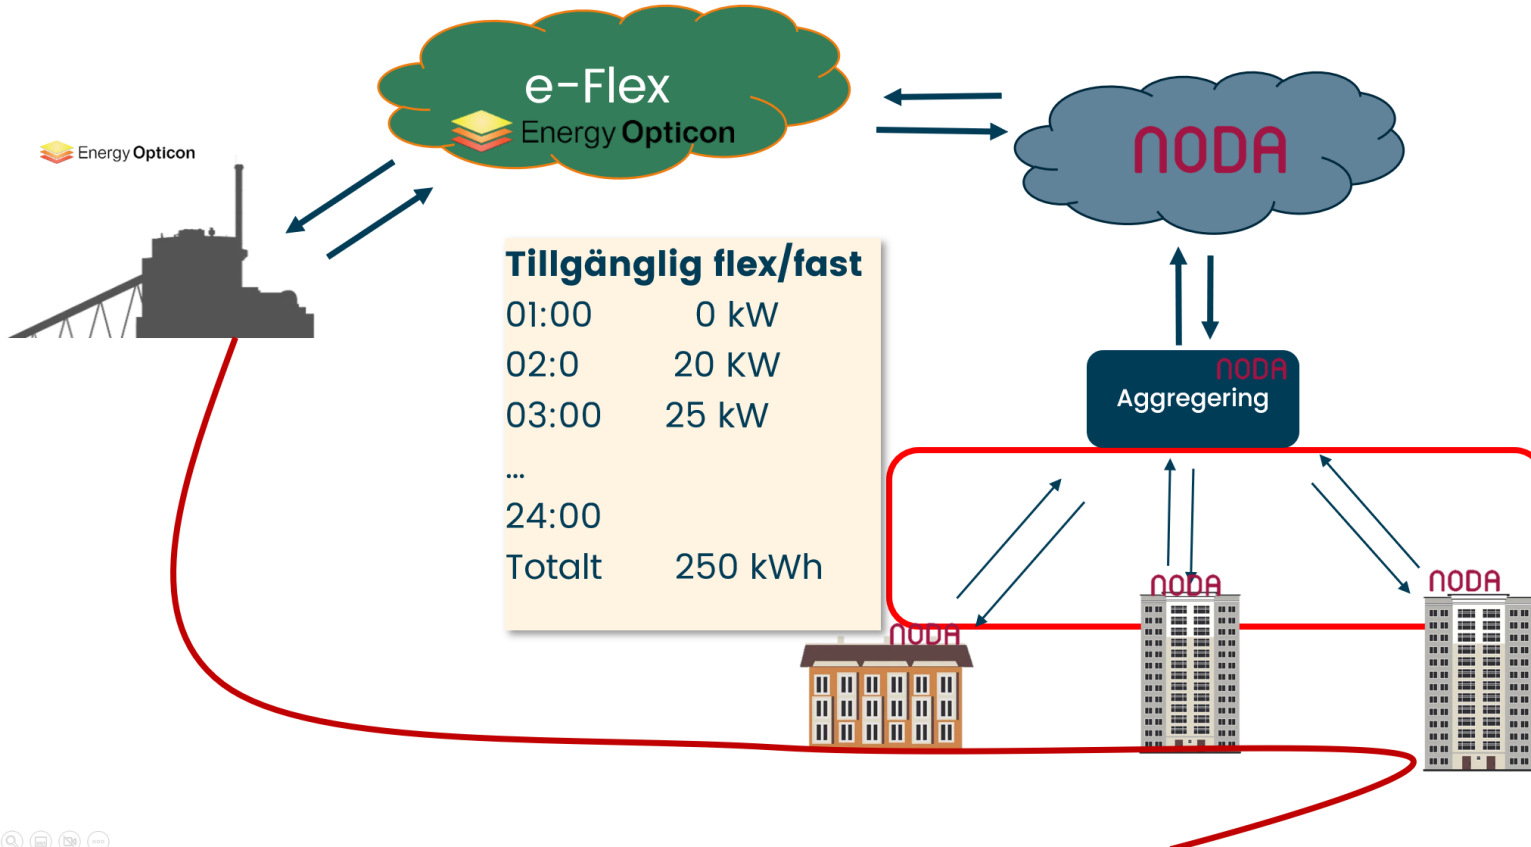 e-Flex
Energy Opticon
NODA
Energy Opticon
Tillgänglig flex/fast
01:00 0 kW
02:0 20 KW
03:00 25 kW
...
24:00
Totalt 250 kWh
NODA
Aggregering
NODA
NODA
NODA